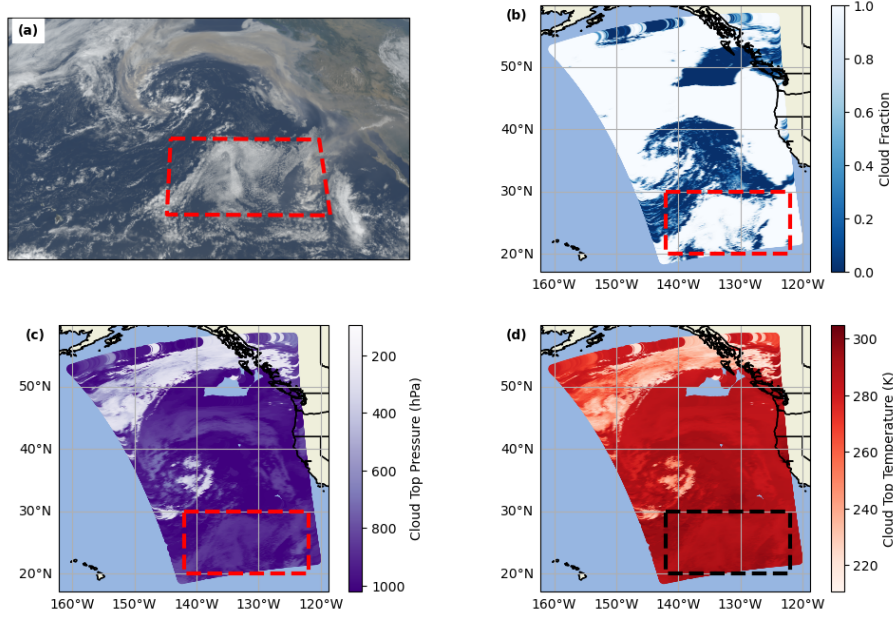 (a)
(b)
50°N
40°N
30°N
20°N
160°W
150°W
140°W
130°W
120°W
1.0
0.8
0.6
0.4
0.2
0.0
Cloud Fraction
(c)
50°N
40°N
30°N
20°N
160°W
150°W
140°W
130°W
120°W
200
400
600
800
1000
Cloud Top Pressure (hPa)
(d)
50°N
40°N
30°N
20°N
160°W
150°W
140°W
130°W
120°W
300
280
260
240
220
210
Cloud Top Temperature (K)